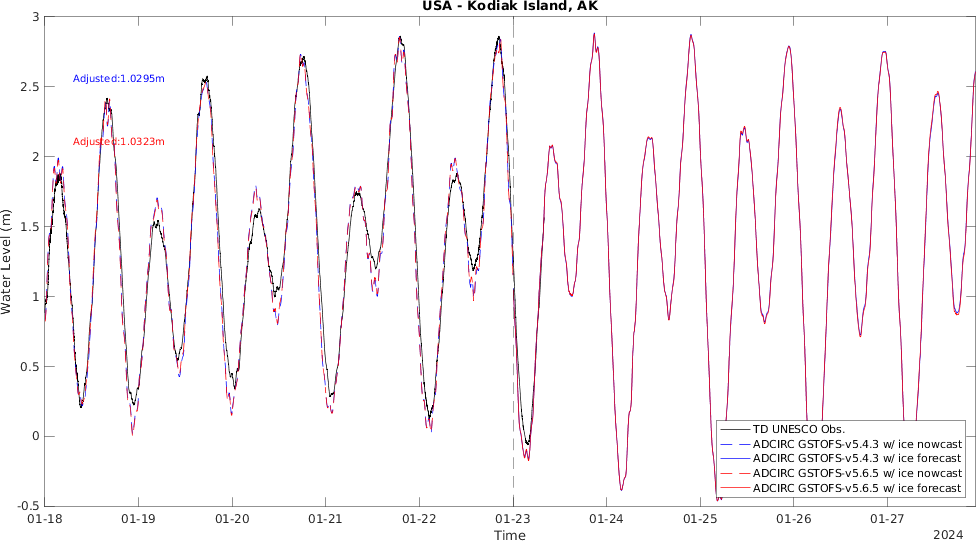 USA - Kodiak Island, AK
3
2.5
2
1.5
1
0.5
0
-0.5
Water Level (m)
Adjusted:1.0295m
Adjusted:1.0323m
TD UNESCO Obs.
ADCIRC GSTOFS-v5.4.3 w/ ice nowcast
ADCIRC GSTOFS-v5.4.3 w/ ice forecast
ADCIRC GSTOFS-v5.6.5 w/ ice nowcast
ADCIRC GSTOFS-v5.6.5 w/ ice forecast
01-18 01-19 01-20 01-21 01-22 01-23 01-24 01-25 01-26 01-27
Time
2024